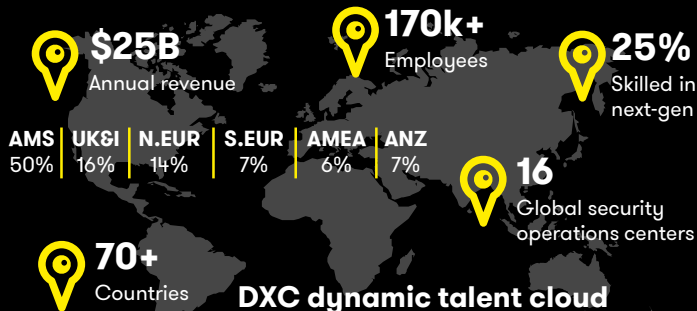 $25B
Annual revenue
170k+
Employees
25%
Skilled in
next-gen
AMS UK&I N.EUR S.EUR AMEA ANZ
50% 16% 14% 7% 6% 7%
16
Global security
operations centers
70+
Countries
DXC dynamic talent cloud